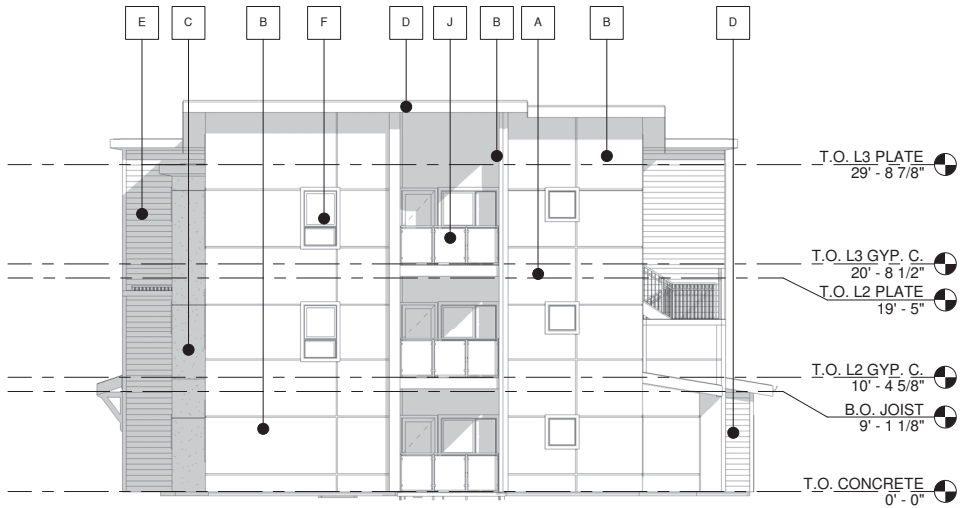 E C B F D J B A B D
T.O. L3 PLATE
29' - 8 7/8"
T.O. L3 GYP. C.
20' - 8 1/2"
T.O. L2 PLATE
19' - 5"
T.O. L2 GYP. C.
10' - 4 5/8"
B.O. JOIST
9' - 1 1/8"
T.O. CONCRETE
0' - 0"